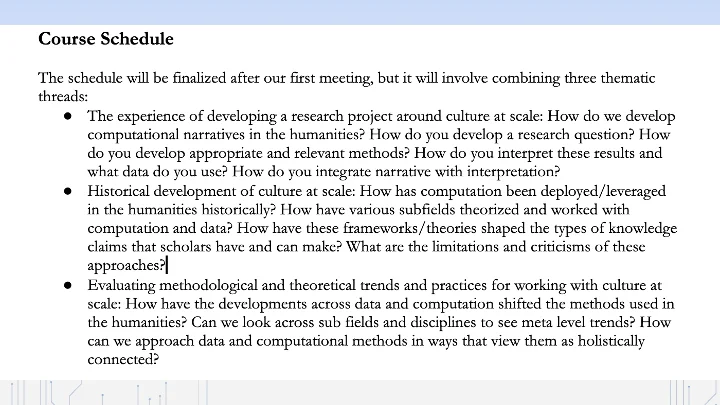 Course Schedule
The schedule will be finalized after our first meeting, but it will involve combining three thematic
threads:
● The experience of developing a research project around culture at scale: How do we develop
computational narratives in the humanities? How do you develop a research question? How
do you develop appropriate and relevant methods? How do you interpret these results and
what data do you use? How do you integrate narrative with interpretation?
● Historical development of culture at scale: How has computation been deployed/leveraged
in the humanities historically? How have various subfields theorized and worked with
computation and data? How have these frameworks/theories shaped the types of knowledge
claims that scholars have and can make? What are the limitations and criticisms of these
approaches?
● Evaluating methodological and theoretical trends and practices for working with culture at
scale: How have the developments across data and computation shifted the methods used in
the humanities? Can we look across sub fields and disciplines to see meta level trends? How
can we approach data and computational methods in ways that view them as holistically
connected?